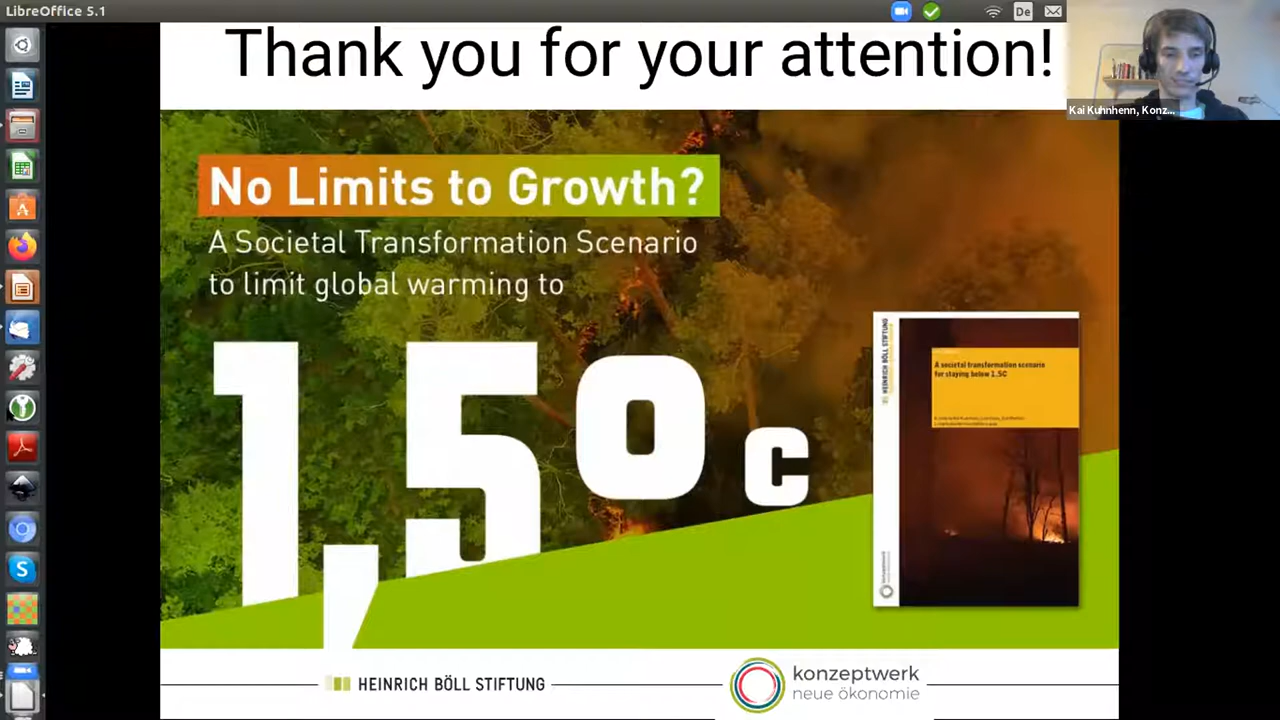 LibreOffice 5.1
De
Thank you for your attention!
Kai Kuhnhenn, Konz...
No Limits to Growth?
A Societal Transformation Scenario
to limit global warming to
1,5° c
HEINRICH BÖLL STIFTUNG
A societal transformation scenario
for staying below 1.5C
HEINRICH BÖLL STIFTUNG
konzeptwerk
neue ökonomie